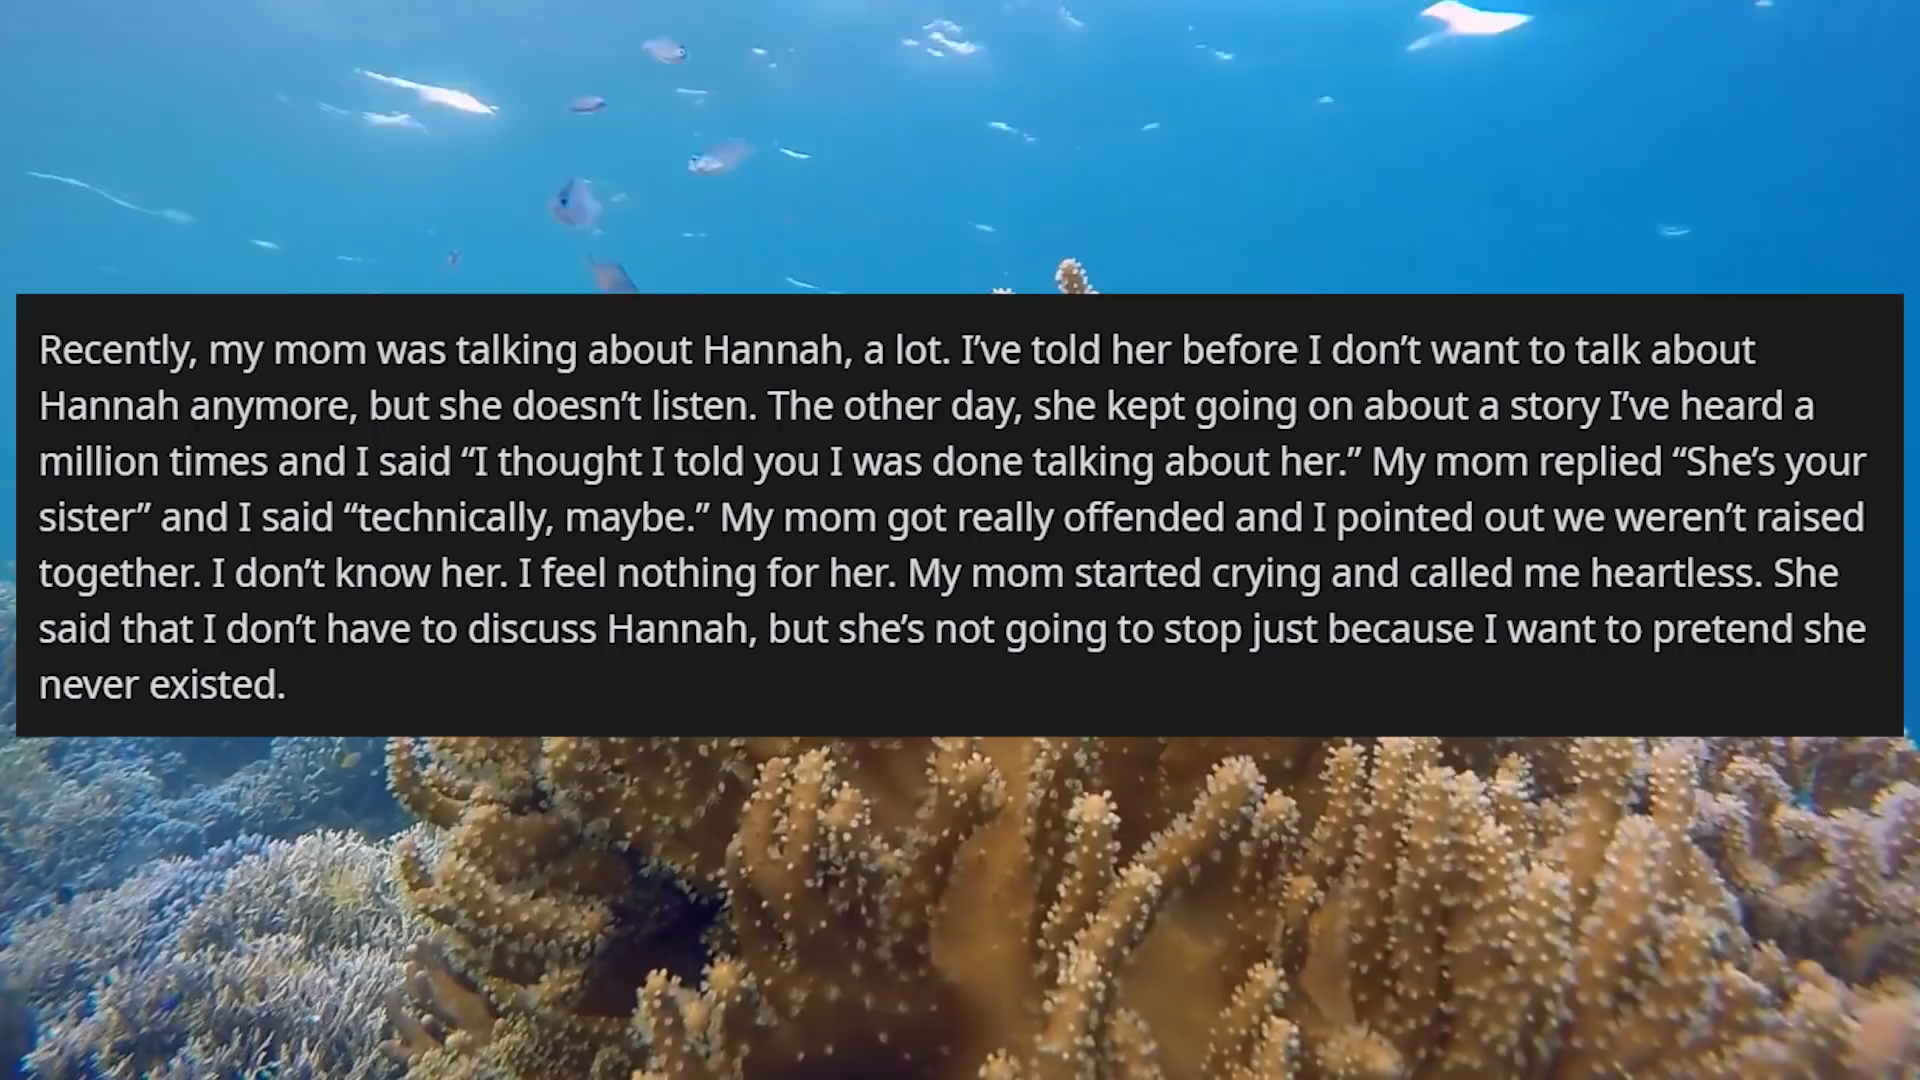 Recently, my mom was talking about Hannah, a lot. I’ve told her before I don’t want to talk about
Hannah anymore, but she doesn’t listen. The other day, she kept going on about a story I’ve heard a
million times and I said “I thought I told you I was done talking about her.” My mom replied “She’s your
sister” and I said “technically, maybe.” My mom got really offended and I pointed out we weren’t raised
together. I don’t know her. I feel nothing for her. My mom started crying and called me heartless. She
said that I don’t have to discuss Hannah, but she’s not going to stop just because I want to pretend she
never existed.